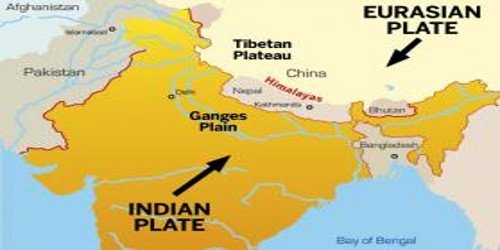 Afghanistan
EURASIAN
PLATE
Islamabad
Tibetan
Plateau
China
Pakistan
Himalayas
Nepal
Delhi
Kathmandu
Bhutan
Ganges
Plain
Bangladesh
INDIAN
PLATE
Bay of Bengal